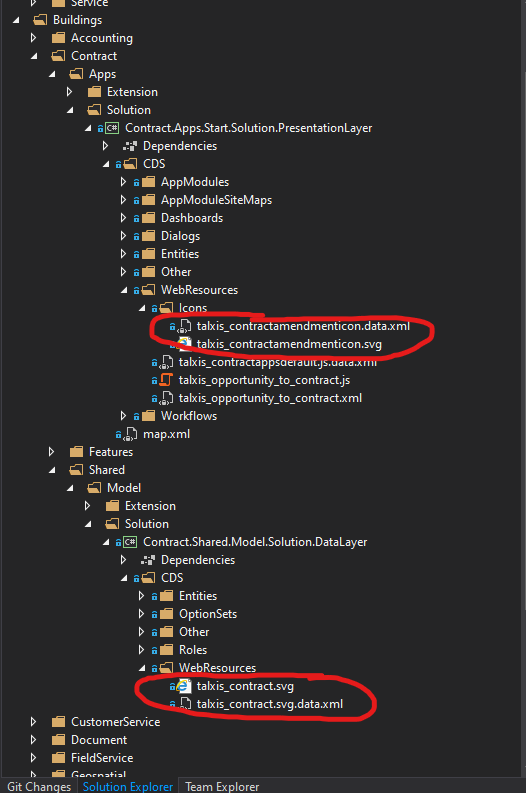 Service
Buildings
Accounting
Contract
Apps
Extension
Solution
C# Contract.Apps.Start.Solution.PresentationLayer
Dependencies
CDS
AppModules
AppModuleSiteMaps
Dashboards
Dialogs
Entities
Other
WebResources
Icons
talxis_contractamendmenticon.data.xml
talxis_contractamendmenticon.svg
talxis_contractappsdefault.js.data.xml
talxis_opportunity_to_contract.js
talxis_opportunity_to_contract.xml
Workflows
map.xml
Features
Shared
Model
Extension
Solution
C# Contract.Shared.Model.Solution.DataLayer
Dependencies
CDS
Entities
OptionSets
Other
Roles
WebResources
talxis_contract.svg
talxis_contract.svg.data.xml
CustomerService
Document
FieldService
Geospatial
Git Changes Solution Explorer Team Explorer